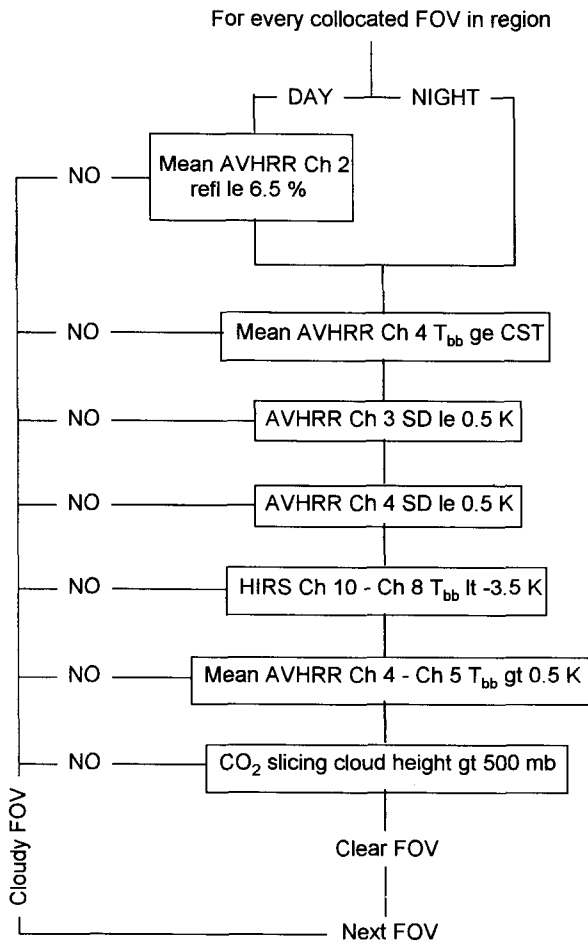 For every collocated FOV in region
DAY NIGHT
NO
Mean AVHRR Ch 2
refl le 6.5 %
NO
Mean AVHRR Ch 4 T_bb ge CST
NO
AVHRR Ch 3 SD le 0.5 K
NO
AVHRR Ch 4 SD le 0.5 K
NO
HIRS Ch 10 - Ch 8 T_bb lt -3.5 K
NO
Mean AVHRR Ch 4 - Ch 5 T_bb gt 0.5 K
NO
CO₂ slicing cloud height gt 500 mb
Cloudy FOV
Clear FOV
Next FOV